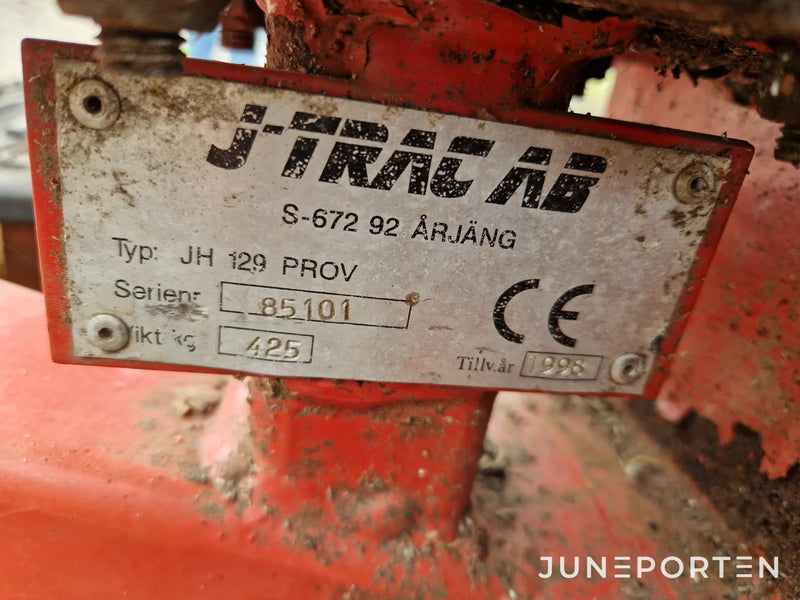 J-TRAC AB
S-672 92 ÅRJÄNG
Typ: JH 129 PROV
Serienr 85101
Vikt kg 425
Tillv.år 1998
CE
JUNEPORTEN